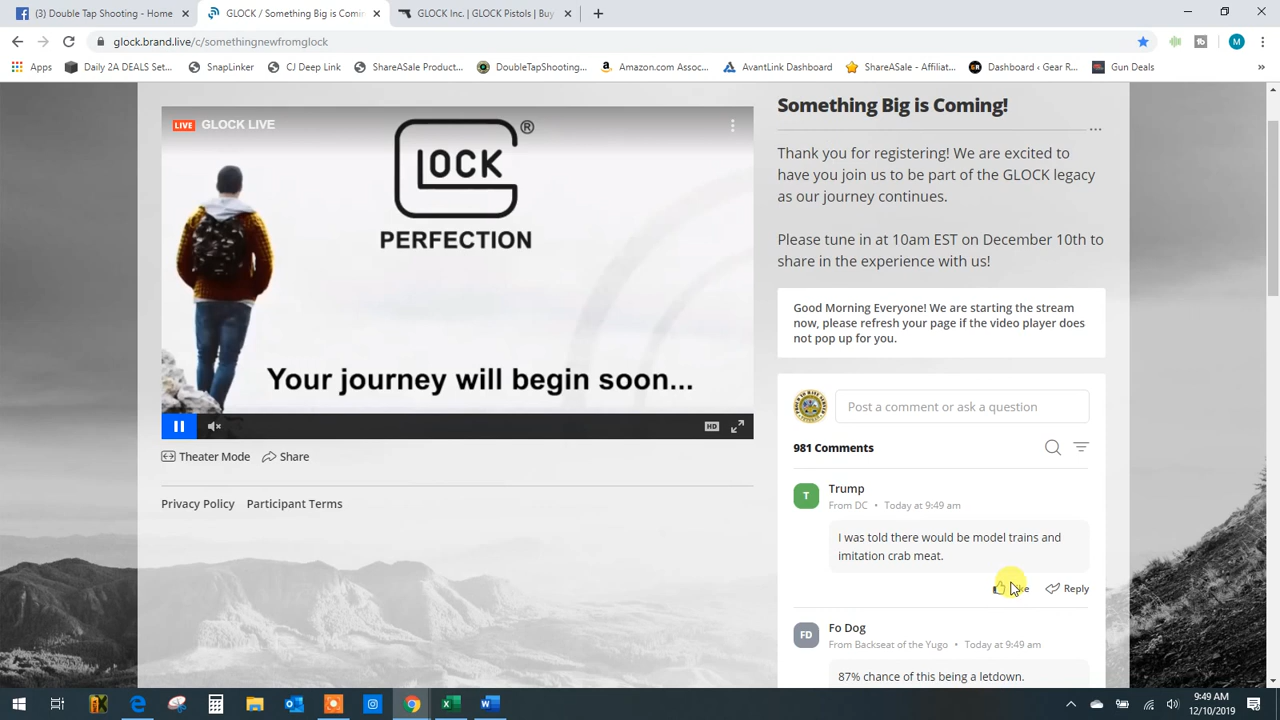 (3) Double Tap Shooting - Home
GLOCK / Something Big is Comin
GLOCK Inc. | GLOCK Pistols | Buy
glock.brand.live/c/somethingnewfromglock
M
Apps
Daily 2A DEALS Set...
SnapLinker
CJ Deep Link
ShareASale Product...
DoubleTapShooting...
Amazon.com Assoc...
AvantLink Dashboard
ShareASale - Affiliat...
Dashboard ‹ Gear R...
Gun Deals
LIVE GLOCK LIVE
GLOCK ®
PERFECTION
Your journey will begin soon...
HD
Theater Mode
Share
Privacy Policy
Participant Terms
Something Big is Coming!
Thank you for registering! We are excited to
have you join us to be part of the GLOCK legacy
as our journey continues.
Please tune in at 10am EST on December 10th to
share in the experience with us!
Good Morning Everyone! We are starting the stream
now, please refresh your page if the video player does
not pop up for you.
Post a comment or ask a question
981 Comments
T
Trump
From DC • Today at 9:49 am
I was told there would be model trains and
imitation crab meat.
Like
Reply
FD
Fo Dog
From Backseat of the Yugo • Today at 9:49 am
87% chance of this being a letdown.
9:49 AM
12/10/2019